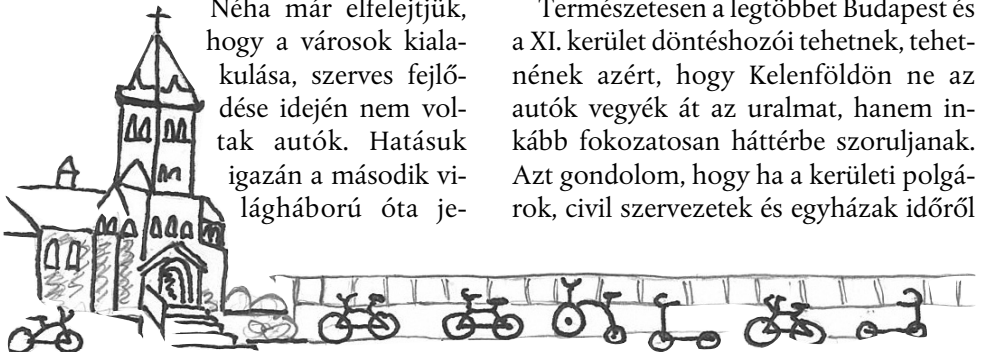 Néha már elfelejtjük,
hogy a városok kiala-
kulása, szerves fejlő-
dése idején nem vol-
tak autók. Hatásuk
igazán a második vi-
lágháború óta je-
Természetesen a legtöbbet Budapest és
a XI. kerület döntéshozói tehetnek, tehet-
nének azért, hogy Kelenföldön ne az
autók vegyék át az uralmat, hanem in-
kább fokozatosan háttérbe szoruljanak.
Azt gondolom, hogy ha a kerületi polgá-
rok, civil szervezetek és egyházak időről